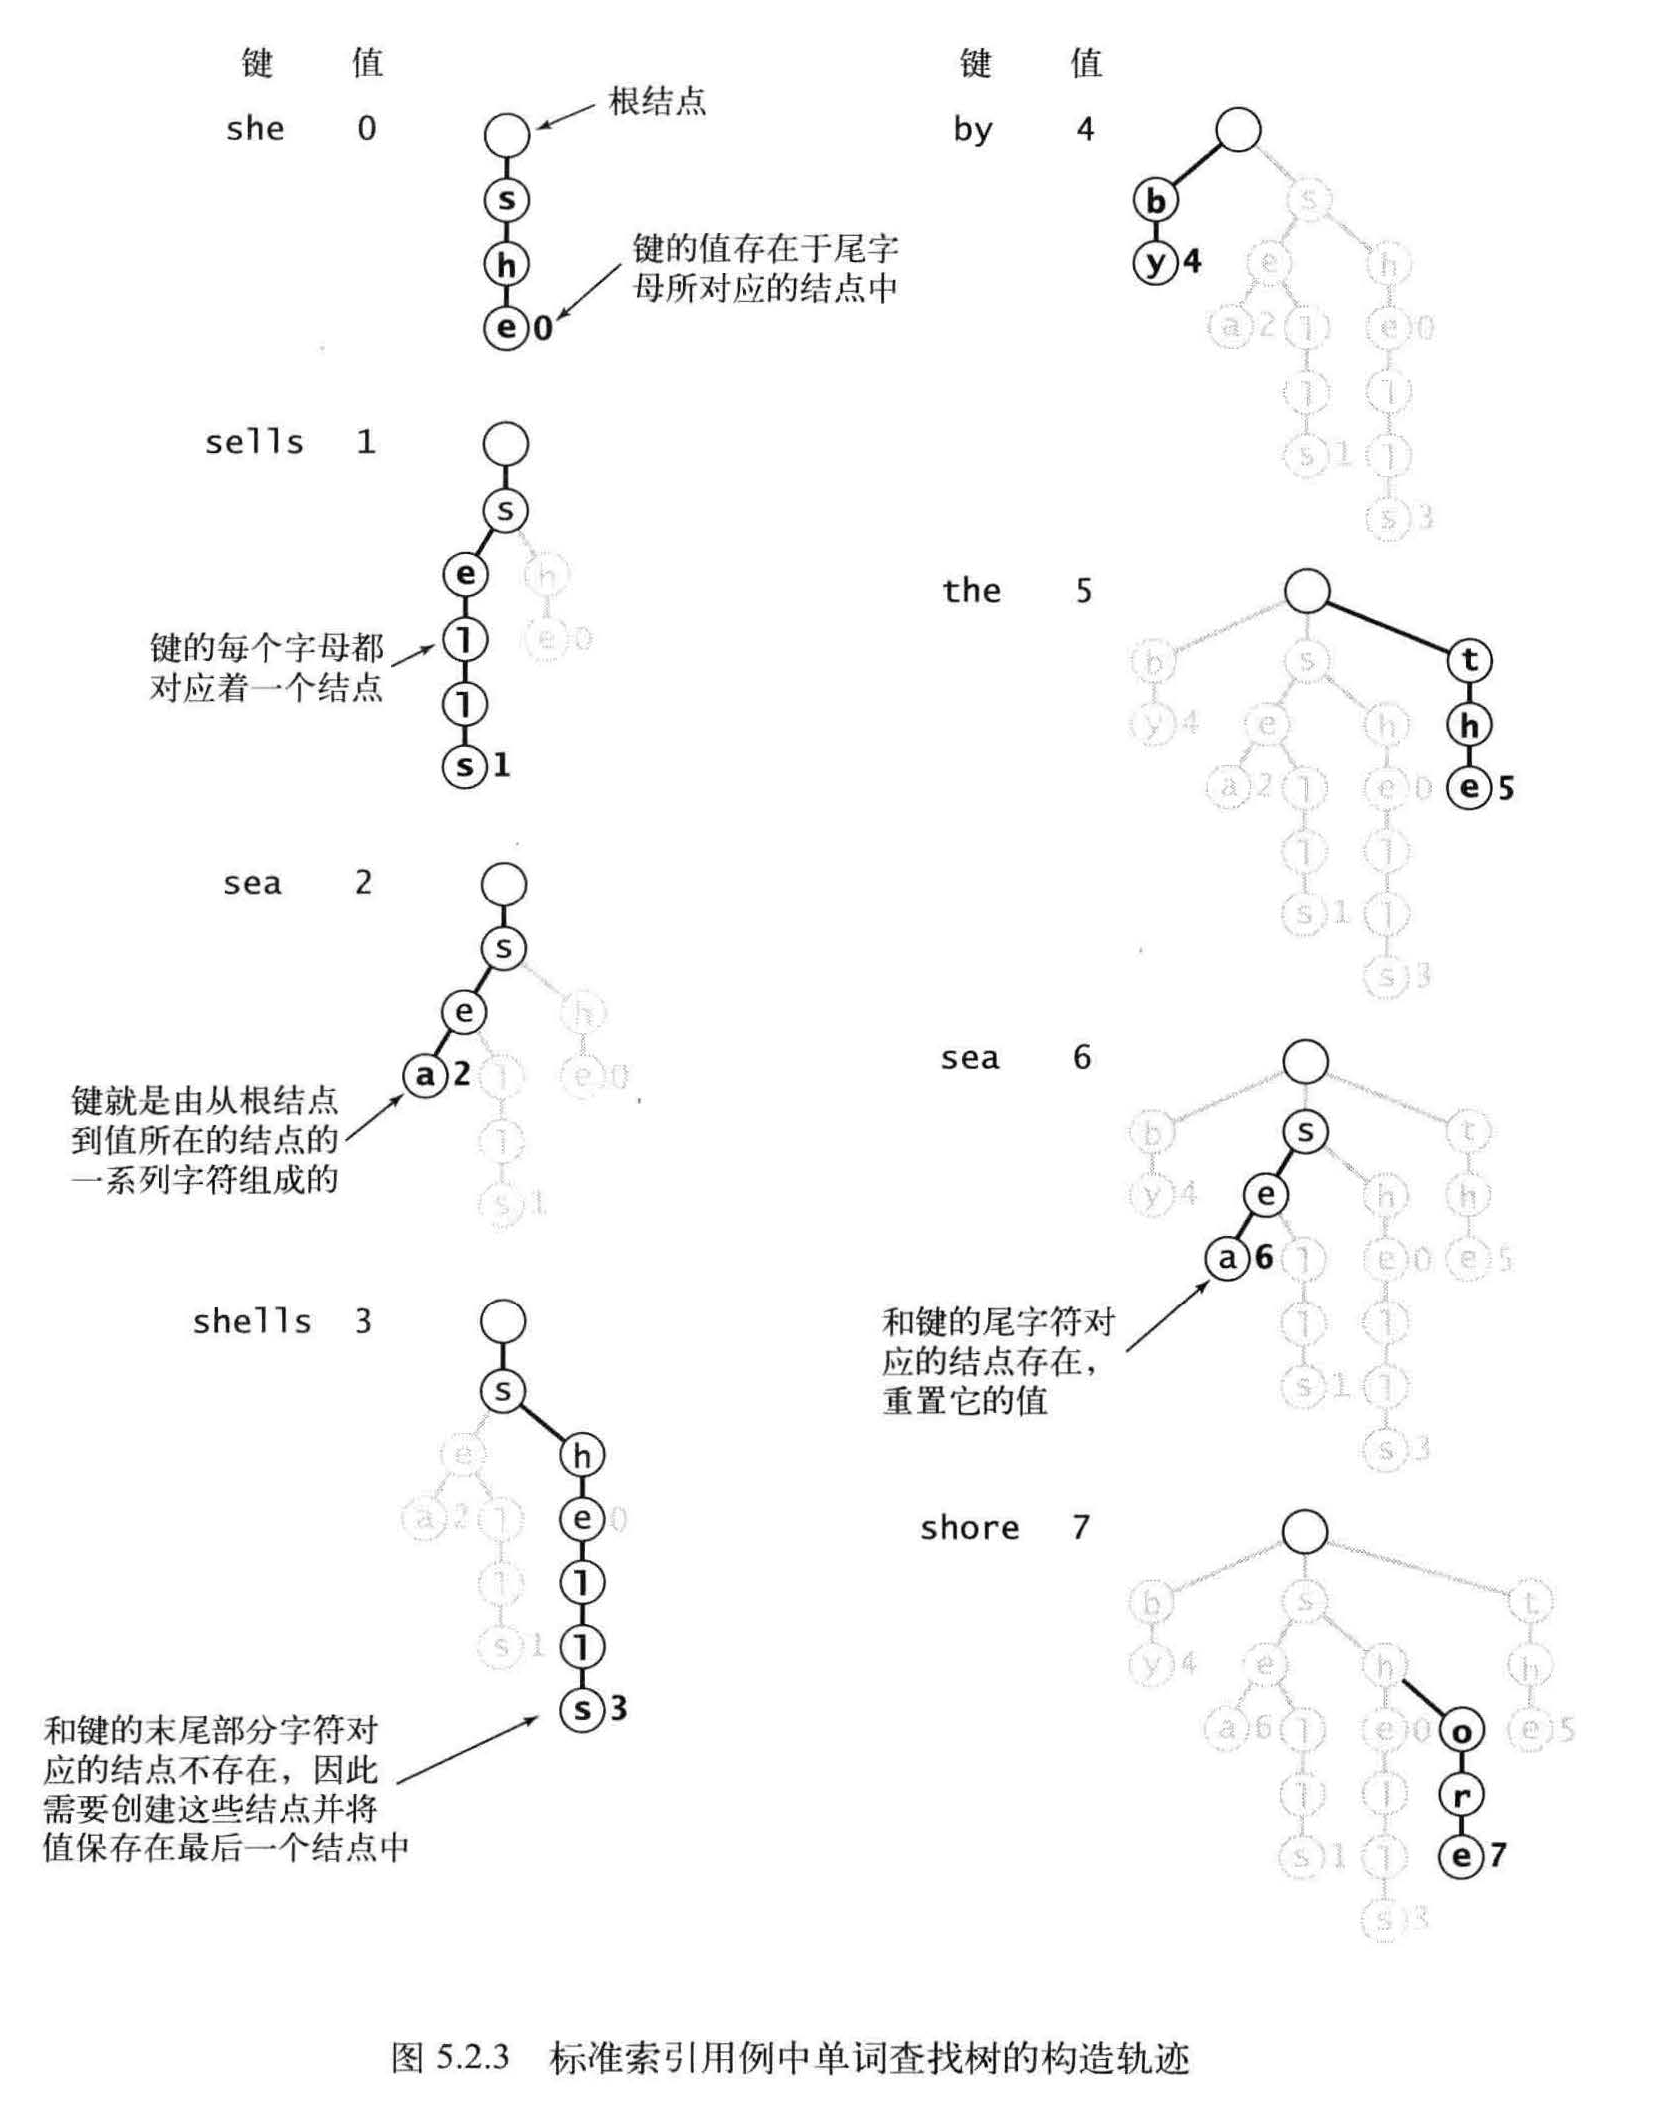 键 值
she 0
根结点
s
h
键的值存在于尾字
母所对应的结点中
e 0
sells 1
s
e h
键的每个字母都
对应着一个结点
l e 0
l
s 1
sea 2
s
e h
a 2 l e 0
键就是由从根结点
到值所在的结点的
一系列字符组成的
l
s 1
shells 3
s
e h
a 2 l e 0
l l
s 1 l
s 3
和键的末尾部分字符对
应的结点不存在，因此
需要创建这些结点并将
值保存在最后一个结点中
键 值
by 4
b s
y 4 e h
a 2 l e 0
l l
s 1 l
s 3
the 5
b s t
y 4 e h h
a 2 l e 0 e 5
l l
s 1 l
s 3
sea 6
b s t
y 4 e h h
a 6 l e 0 e 5
和键的尾字符对
应的结点存在，
重置它的值
l l
s 1 l
s 3
shore 7
b s t
y 4 e h h
a 6 l e 0 o e 5
l l r
s 1 l e 7
s 3
图 5.2.3 标准索引用例中单词查找树的构造轨迹